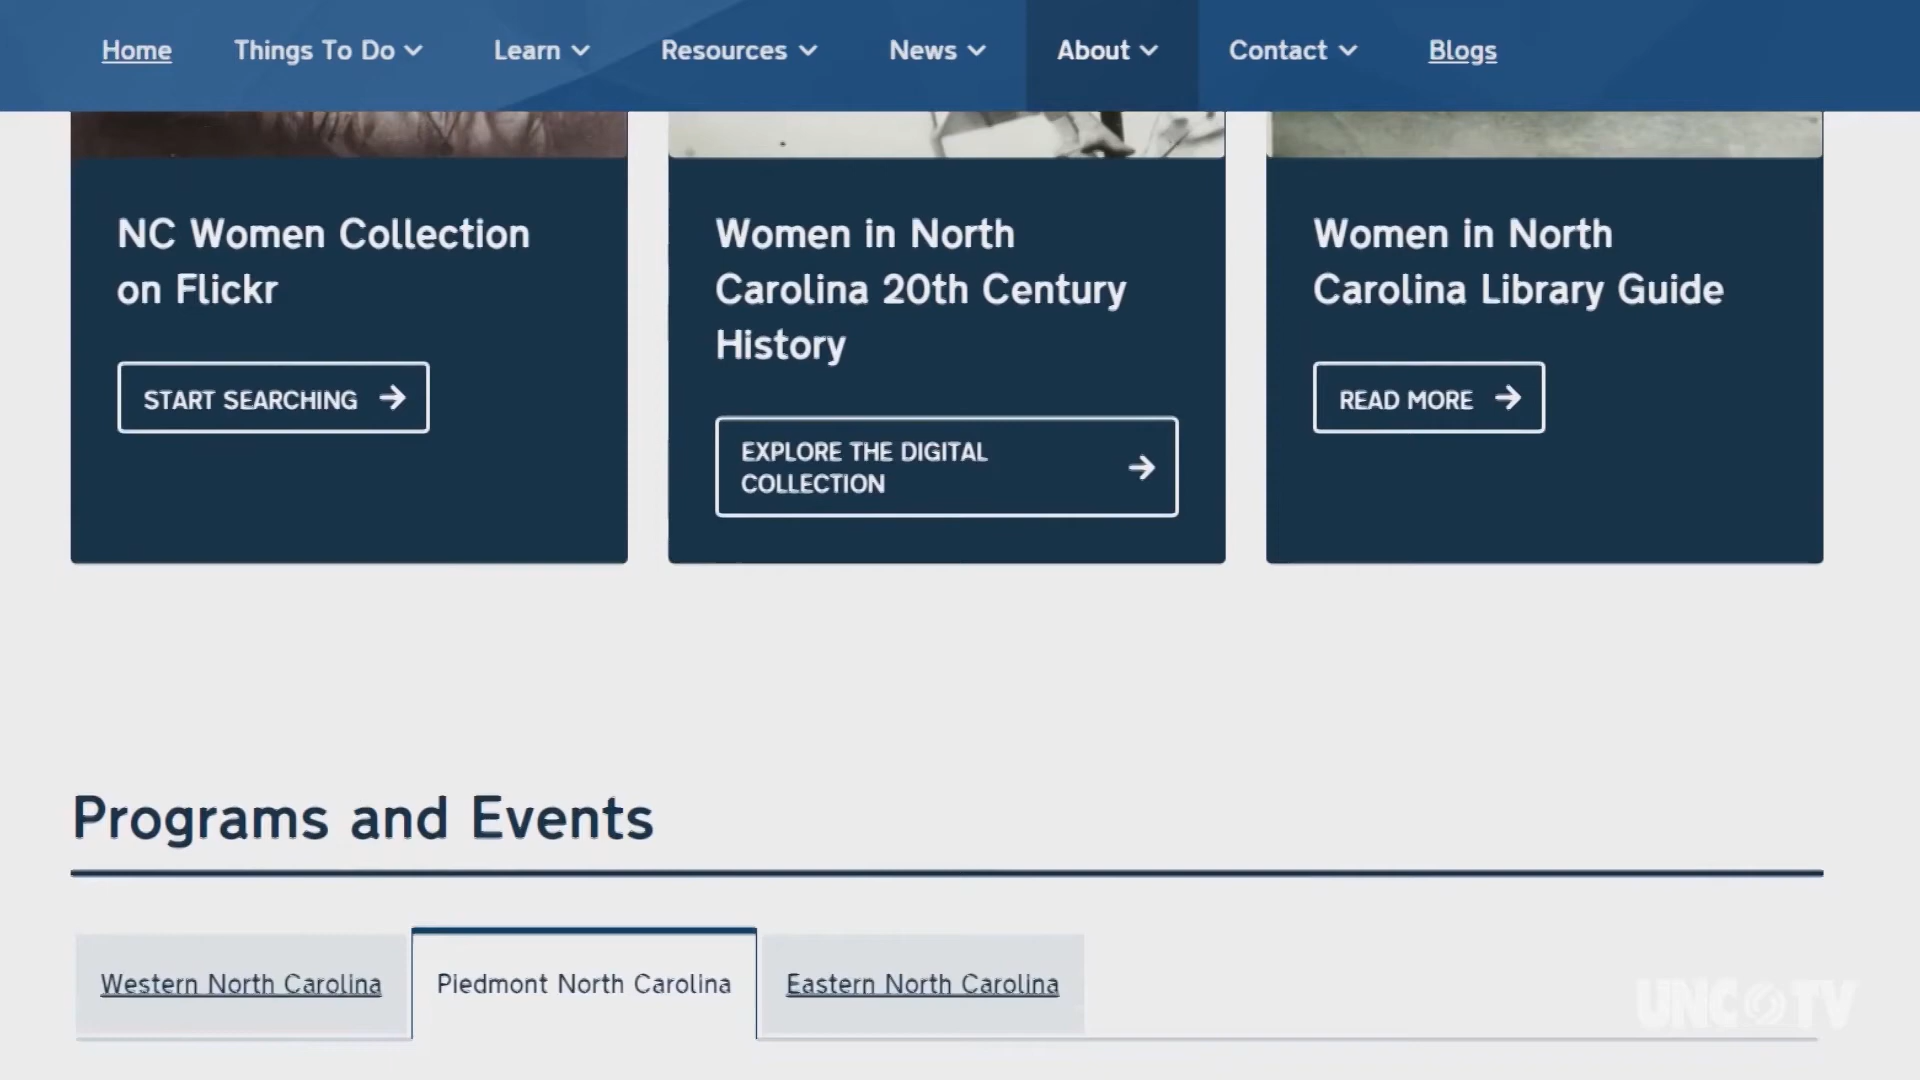 Home Things To Do Learn Resources News About Contact Blogs
NC Women Collection
on Flickr
START SEARCHING
Women in North
Carolina 20th Century
History
EXPLORE THE DIGITAL
COLLECTION
Women in North
Carolina Library Guide
READ MORE
Programs and Events
Western North Carolina Piedmont North Carolina Eastern North Carolina
UNC TV